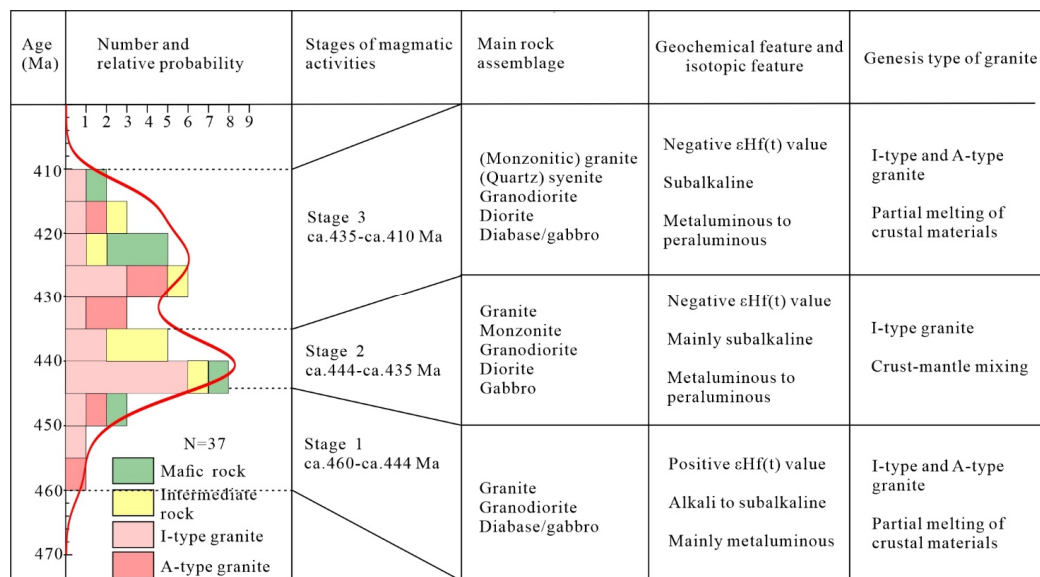 Age
(Ma)
Number and
relative probability
Stages of magmatic
activities
Main rock
assemblage
Geochemical feature and
isotopic feature
Genesis type of granite
1 2 3 4 5 6 7 8 9
410
420
430
440
450
460
470
N=37
Mafic rock
Intermediate
rock
I-type granite
A-type granite
Stage 3
ca.435-ca.410 Ma
Stage 2
ca.444-ca.435 Ma
Stage 1
ca.460-ca.444 Ma
(Monzonitic) granite
(Quartz) syenite
Granodiorite
Diorite
Diabase/gabbro
Negative εHf(t) value
Subalkaline
Metaluminous to
peraluminous
I-type and A-type
granite
Partial melting of
crustal materials
Granite
Monzonite
Granodiorite
Diorite
Gabbro
Negative εHf(t) value
Mainly subalkaline
Metaluminous to
peraluminous
I-type granite
Crust-mantle mixing
Granite
Granodiorite
Diabase/gabbro
Positive εHf(t) value
Alkali to subalkaline
Mainly metaluminous
I-type and A-type
granite
Partial melting of
crustal materials